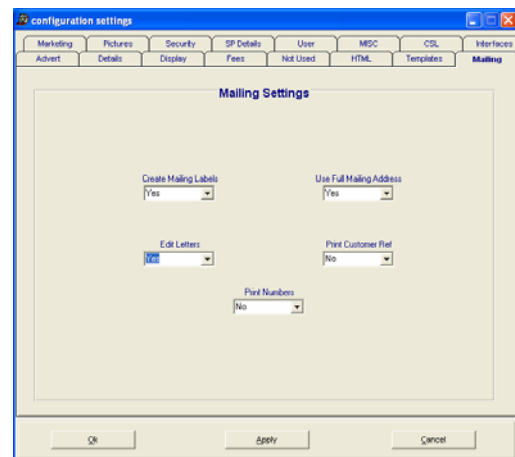 configuration settings
Marketing Pictures Security SP Details User MISC CSL Interfaces
Advert Details Display Fees Not Used HTML Templates Mailing
Mailing Settings
Create Mailing Labels Use Full Mailing Address
Yes Yes
Edit Letters Print Customer Ref
Yes No
Print Numbers
No
Ok Apply Cancel